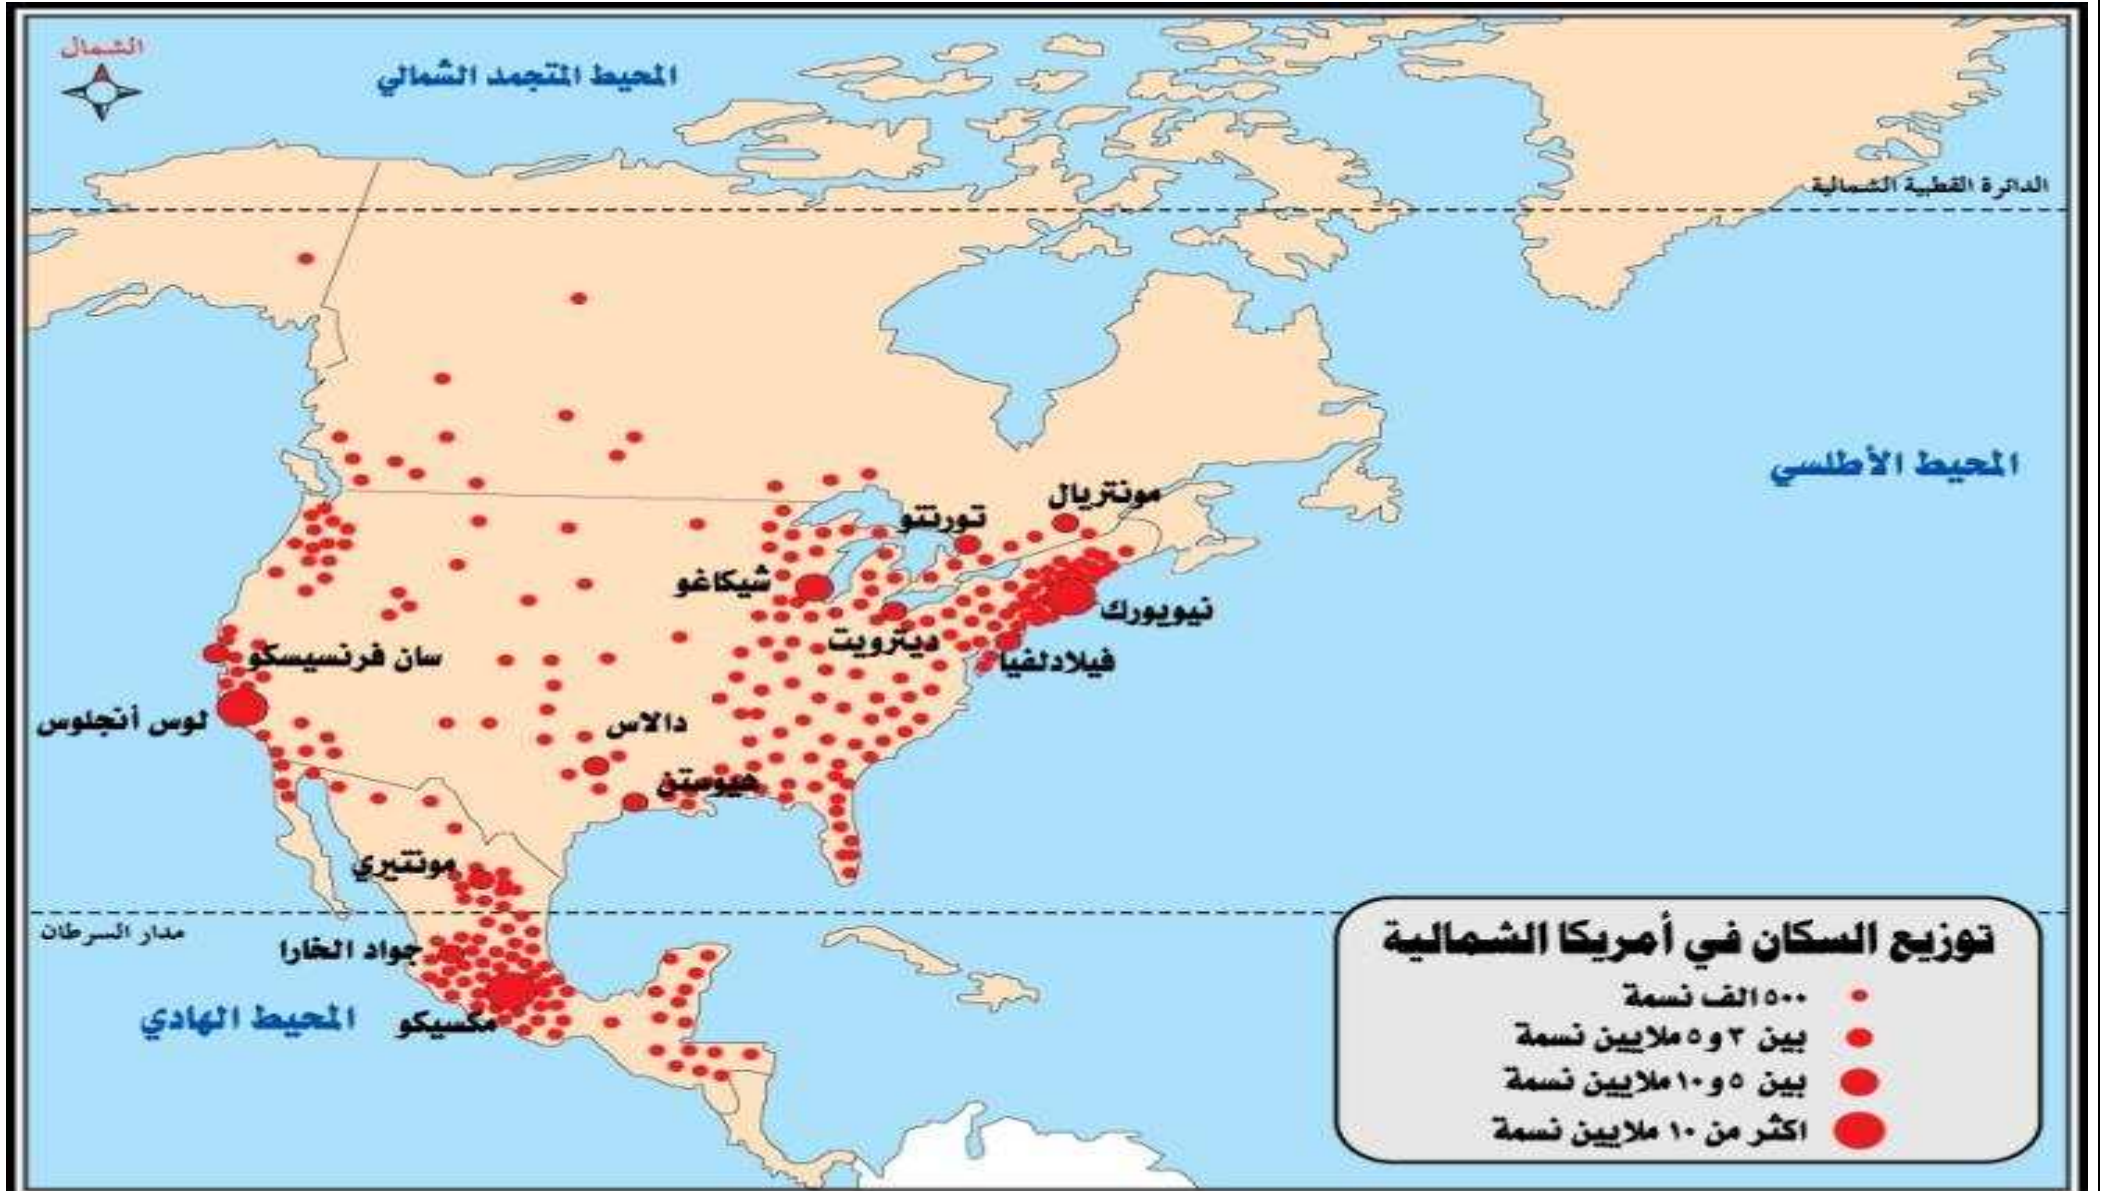 الشمال
المحيط المتجمد الشمالي
الدائرة القطبية الشمالية
المحيط الأطلسي
مونتريال
تورنتو
شيكاغو
نيويورك
ديترويت
سان فرنسيسكو
فيلادلفيا
لوس أنجلوس
دالاس
هيوستن
مونتيري
مدار السرطان
جواد الخارا
المحيط الهادي
مكسيكو
توزيع السكان في أمريكا الشمالية
٥٠٠ الف نسمة
بين ٣ و ٥ ملايين نسمة
بين ٥ و ١٠ ملايين نسمة
اكثر من ١٠ ملايين نسمة